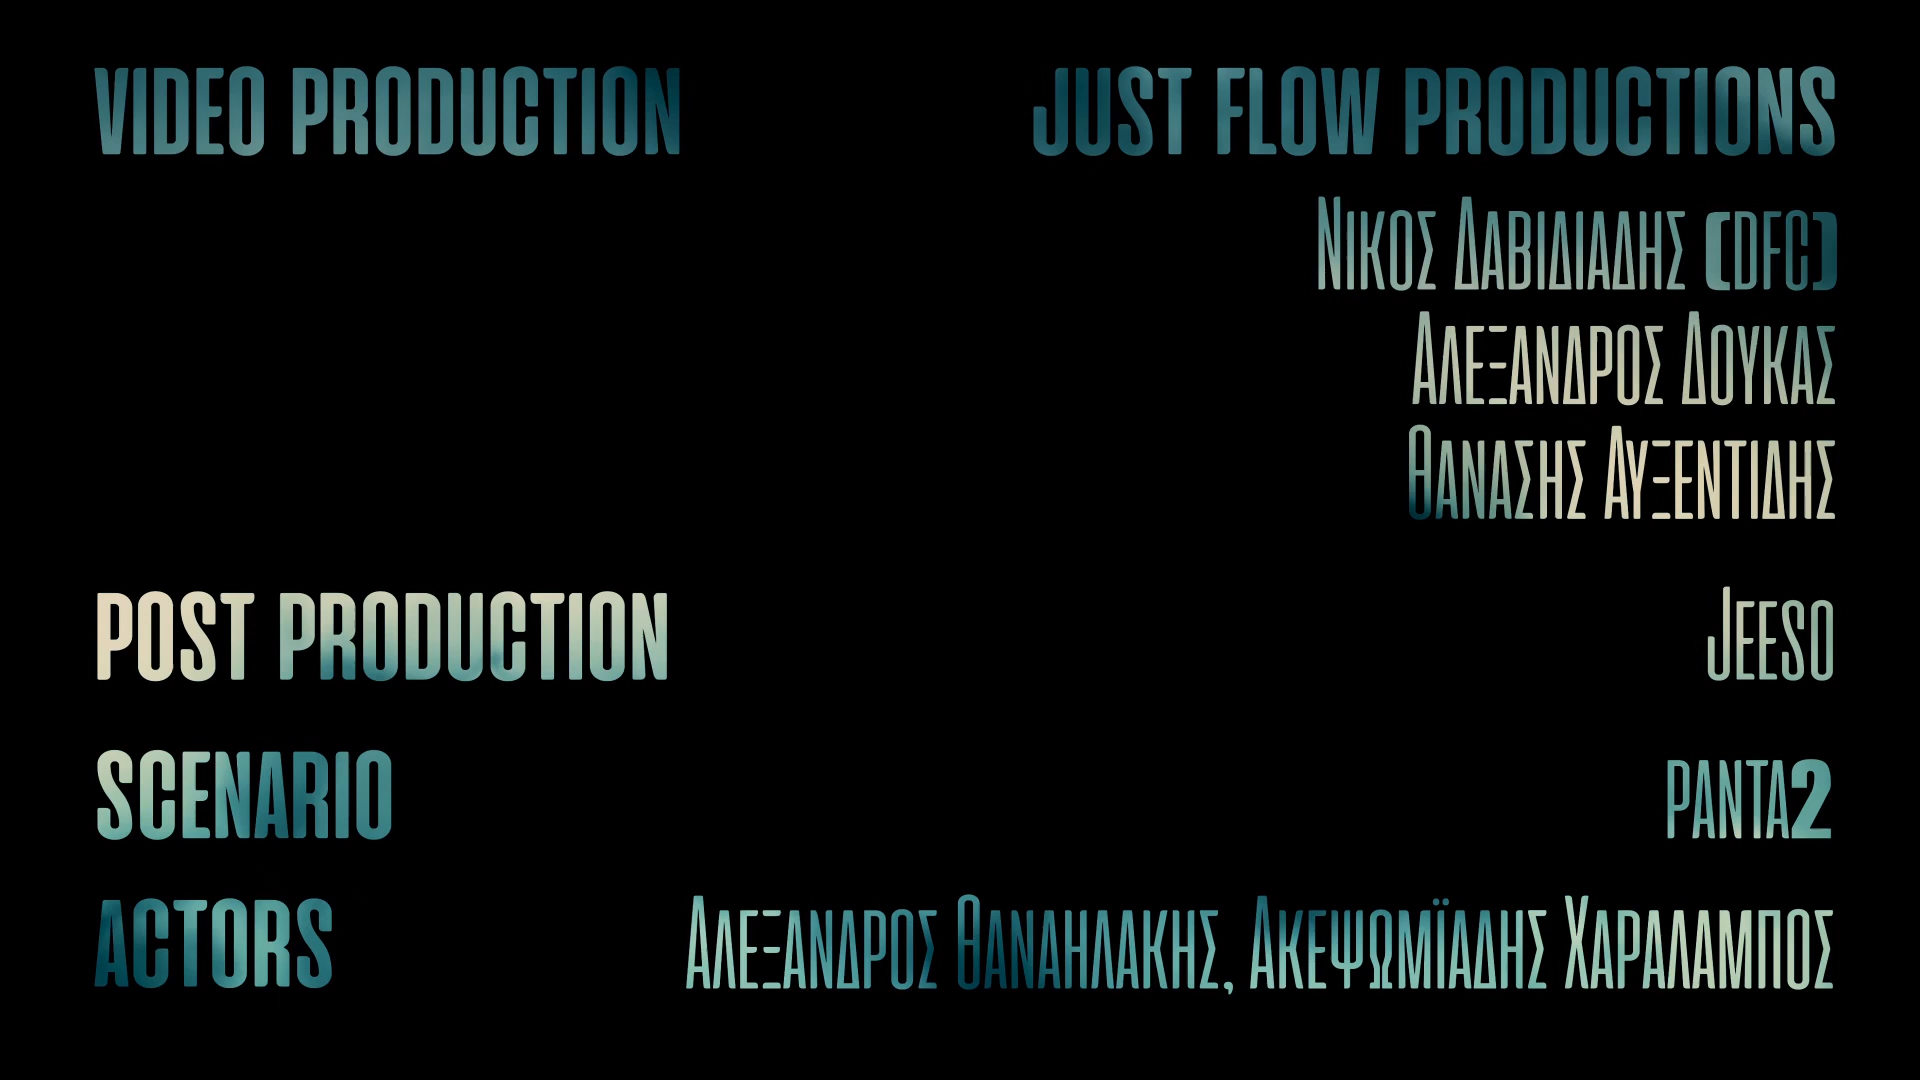 VIDEO PRODUCTION JUST FLOW PRODUCTIONS
ΝΙΚΟΣ ΔΑΒΙΔΙΑΔΗΣ (DFC)
ΑΛΕΞΑΝΔΡΟΣ ΔΟΥΚΑΣ
ΘΑΝΑΣΗΣ ΑΥΞΕΝΤΙΔΗΣ
POST PRODUCTION JEESO
SCENARIO PANTA2
ACTORS ΑΛΕΞΑΝΔΡΟΣ ΘΑΝΑΗΛΑΚΗΣ, ΑΚΕΨΩΜΪΑΔΗΣ ΧΑΡΑΛΑΜΠΟΣ